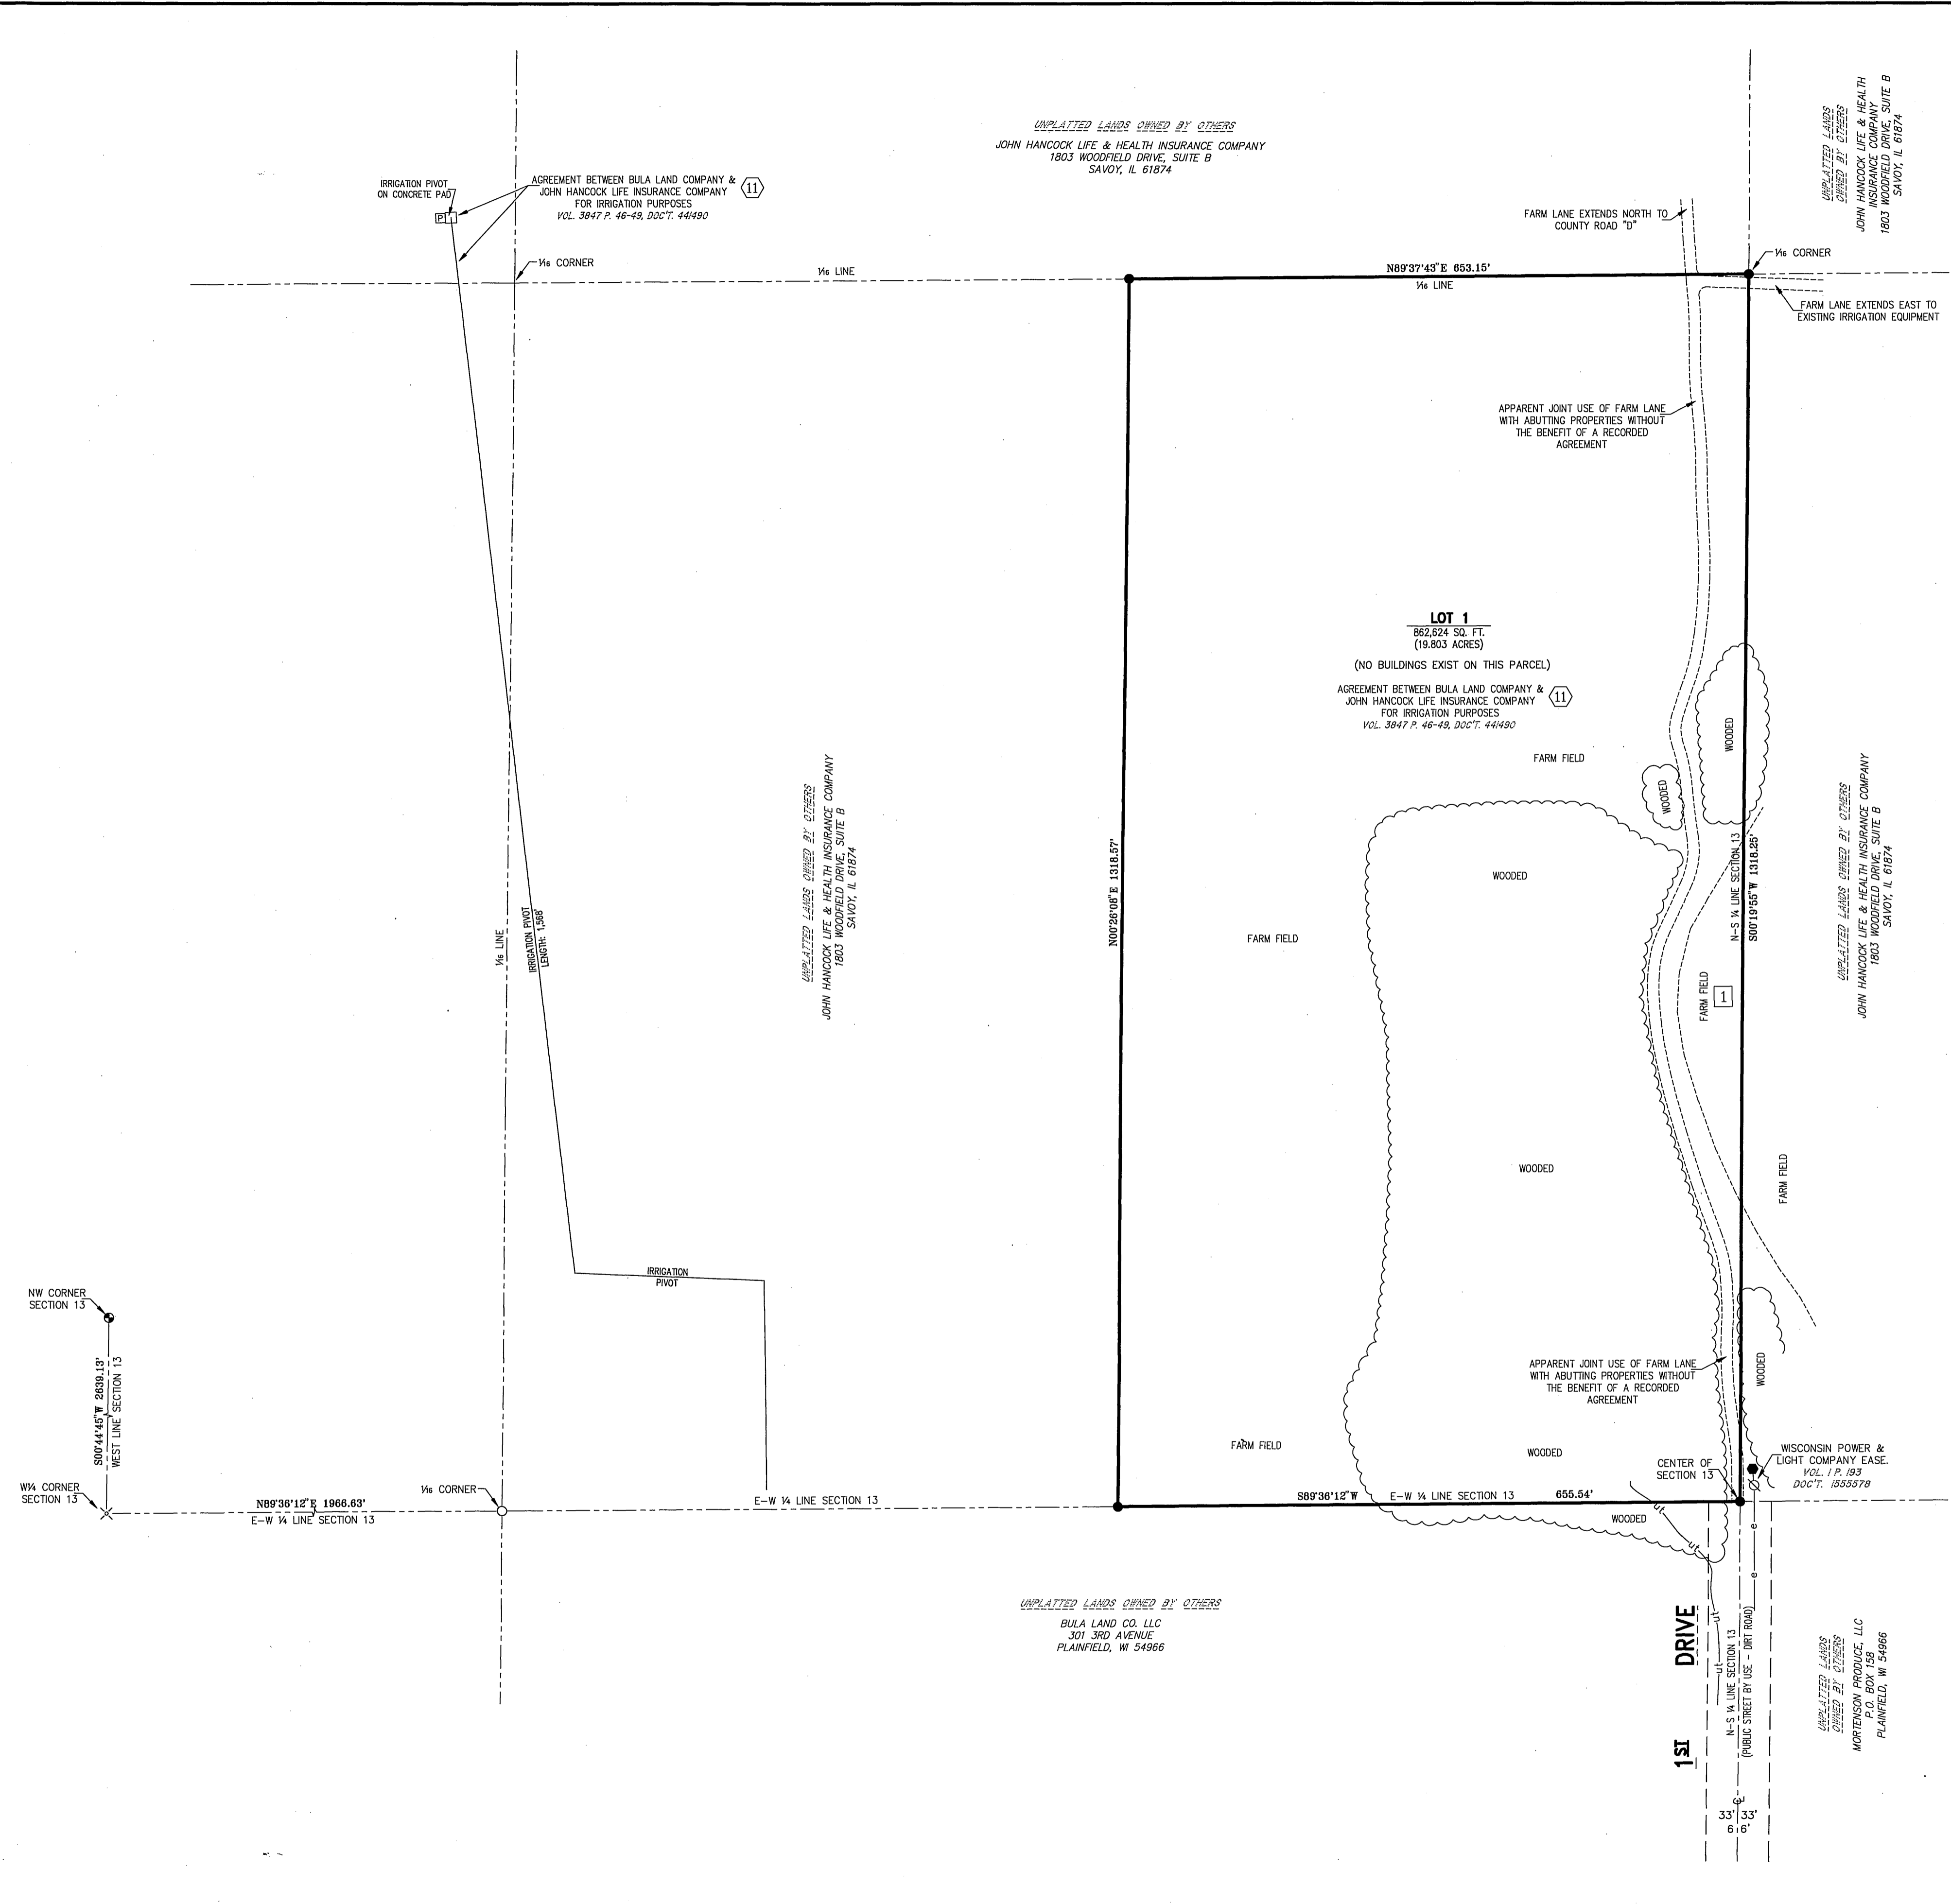 UNPLATTED LANDS OWNED BY OTHERS
JOHN HANCOCK LIFE & HEALTH INSURANCE COMPANY
1803 WOODFIELD DRIVE, SUITE B
SAVOY, IL 61874
UNPLATTED LANDS
OWNED BY OTHERS
JOHN HANCOCK LIFE & HEALTH
INSURANCE COMPANY
1803 WOODFIELD DRIVE, SUITE B
SAVOY, IL 61874
IRRIGATION PIVOT
ON CONCRETE PAD
P
AGREEMENT BETWEEN BULA LAND COMPANY &
JOHN HANCOCK LIFE INSURANCE COMPANY
FOR IRRIGATION PURPOSES
VOL. 3847 P. 46-49, DOC'T. 441490
11
FARM LANE EXTENDS NORTH TO
COUNTY ROAD "D"
1/16 CORNER
1/16 LINE
N89°37'43"E 653.15'
1/16 LINE
1/16 CORNER
FARM LANE EXTENDS EAST TO
EXISTING IRRIGATION EQUIPMENT
APPARENT JOINT USE OF FARM LANE
WITH ABUTTING PROPERTIES WITHOUT
THE BENEFIT OF A RECORDED
AGREEMENT
LOT 1
862,624 SQ. FT.
(19.803 ACRES)
(NO BUILDINGS EXIST ON THIS PARCEL)
AGREEMENT BETWEEN BULA LAND COMPANY &
JOHN HANCOCK LIFE INSURANCE COMPANY
FOR IRRIGATION PURPOSES
VOL. 3847 P. 46-49, DOC'T. 441490
11
FARM FIELD
WOODED
WOODED
WOODED
1/16 LINE
IRRIGATION PIVOT
LENGTH: 1,568'
UNPLATTED LANDS OWNED BY OTHERS
JOHN HANCOCK LIFE & HEALTH INSURANCE COMPANY
1803 WOODFIELD DRIVE, SUITE B
SAVOY, IL 61874
N00°26'08"E 1318.57'
FARM FIELD
N-S 1/4 LINE SECTION 13
S00°19'55"W 1318.25'
FARM FIELD
1
UNPLATTED LANDS OWNED BY OTHERS
JOHN HANCOCK LIFE & HEALTH INSURANCE COMPANY
1803 WOODFIELD DRIVE, SUITE B
SAVOY, IL 61874
WOODED
FARM FIELD
IRRIGATION
PIVOT
NW CORNER
SECTION 13
S00°44'45"W 2639.13'
WEST LINE SECTION 13
W1/4 CORNER
SECTION 13
N89°36'12"E 1966.63'
E-W 1/4 LINE SECTION 13
1/16 CORNER
E-W 1/4 LINE SECTION 13
FARM FIELD
WOODED
APPARENT JOINT USE OF FARM LANE
WITH ABUTTING PROPERTIES WITHOUT
THE BENEFIT OF A RECORDED
AGREEMENT
WOODED
CENTER OF
SECTION 13
WISCONSIN POWER &
LIGHT COMPANY EASE.
VOL. 1 P. 193
DOC'T. 1555578
S89°36'12"W E-W 1/4 LINE SECTION 13 655.54'
WOODED
ut
ut
ut
ut
e
e
UNPLATTED LANDS OWNED BY OTHERS
BULA LAND CO. LLC
301 3RD AVENUE
PLAINFIELD, WI 54966
1ST DRIVE
N-S 1/4 LINE SECTION 13
(PUBLIC STREET BY USE - DIRT ROAD)
UNPLATTED LANDS
OWNED BY OTHERS
MORTENSON PRODUCE, LLC
P.O. BOX 158
PLAINFIELD, WI 54966
33' 33'
66'